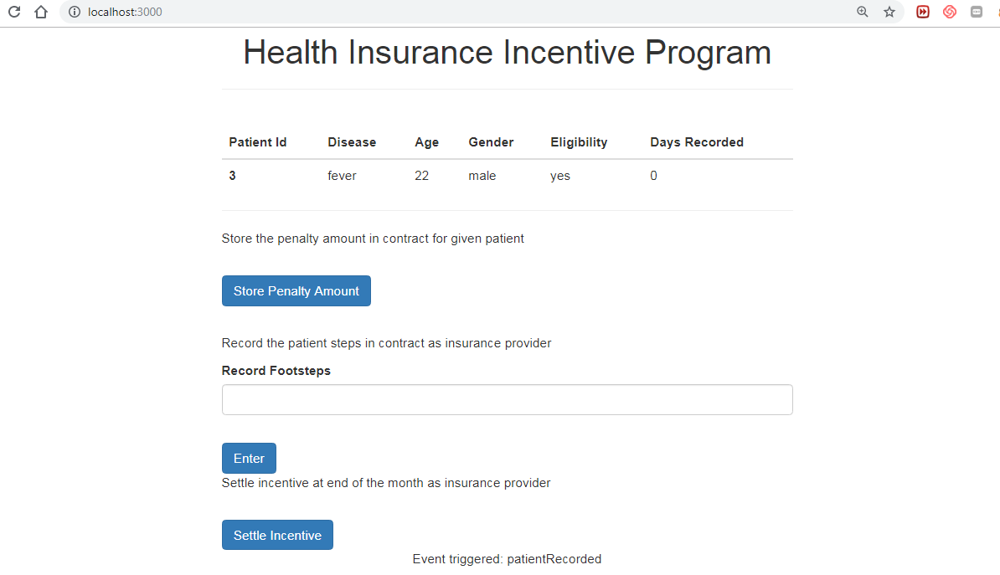 localhost:3000
Health Insurance Incentive Program
Patient Id Disease Age Gender Eligibility Days Recorded
3 fever 22 male yes 0
Store the penalty amount in contract for given patient
Store Penalty Amount
Record the patient steps in contract as insurance provider
Record Footsteps
Enter
Settle incentive at end of the month as insurance provider
Settle Incentive
Event triggered: patientRecorded